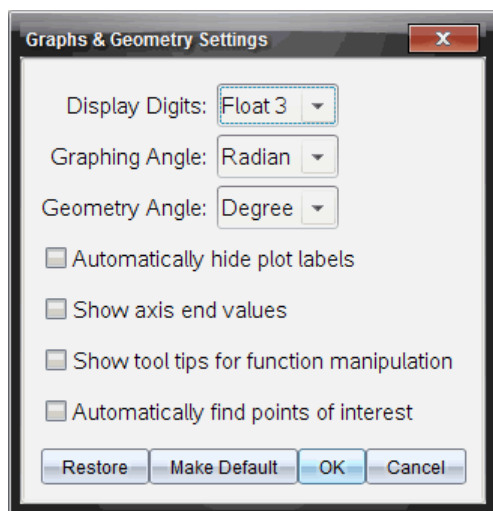 Graphs & Geometry Settings
Display Digits: Float 3
Graphing Angle: Radian
Geometry Angle: Degree
Automatically hide plot labels
Show axis end values
Show tool tips for function manipulation
Automatically find points of interest
Restore Make Default OK Cancel